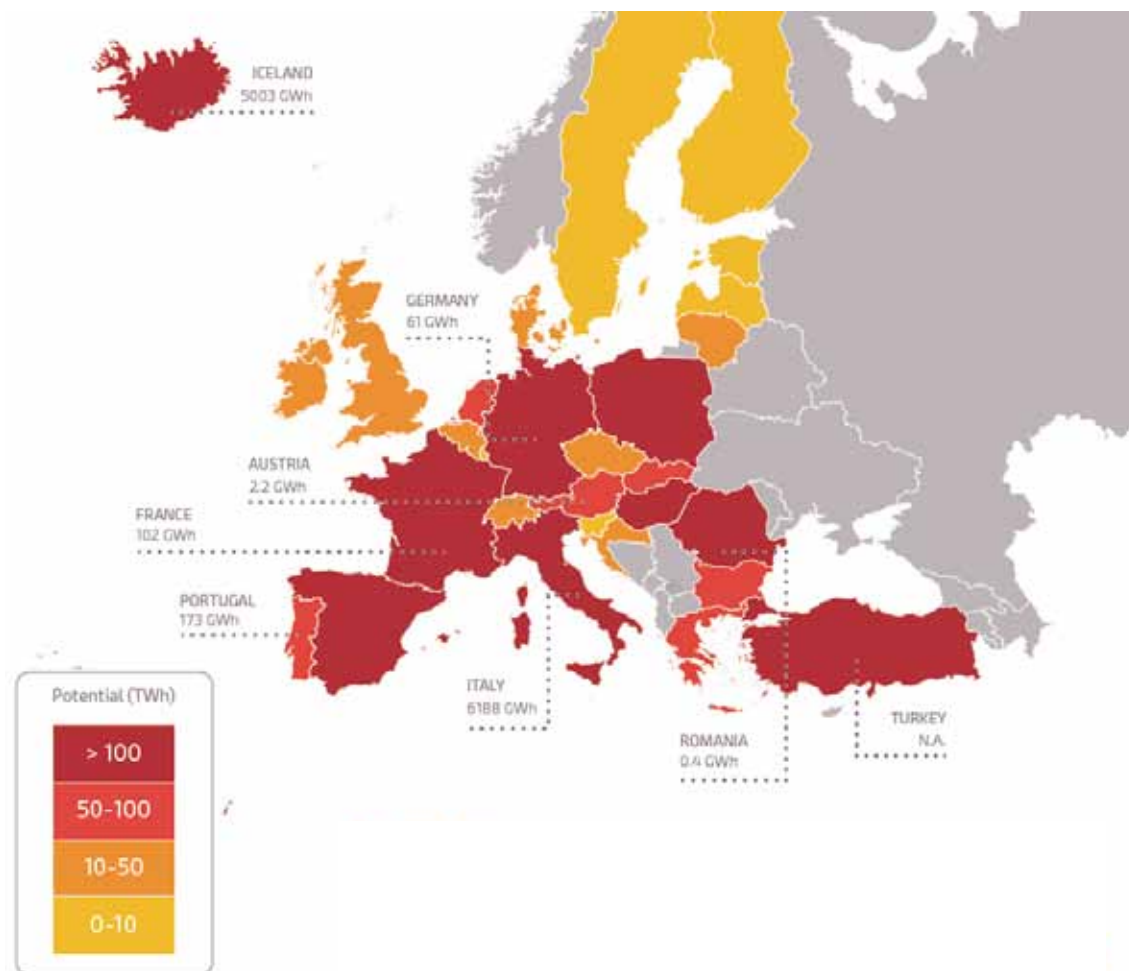 ICELAND
5003 GWh
GERMANY
61 GWh
AUSTRIA
2.2 GWh
FRANCE
102 GWh
PORTUGAL
173 GWh
ITALY
6188 GWh
ROMANIA
0.4 GWh
TURKEY
N.A.
Potential (TWh)
> 100
50-100
10-50
0-10